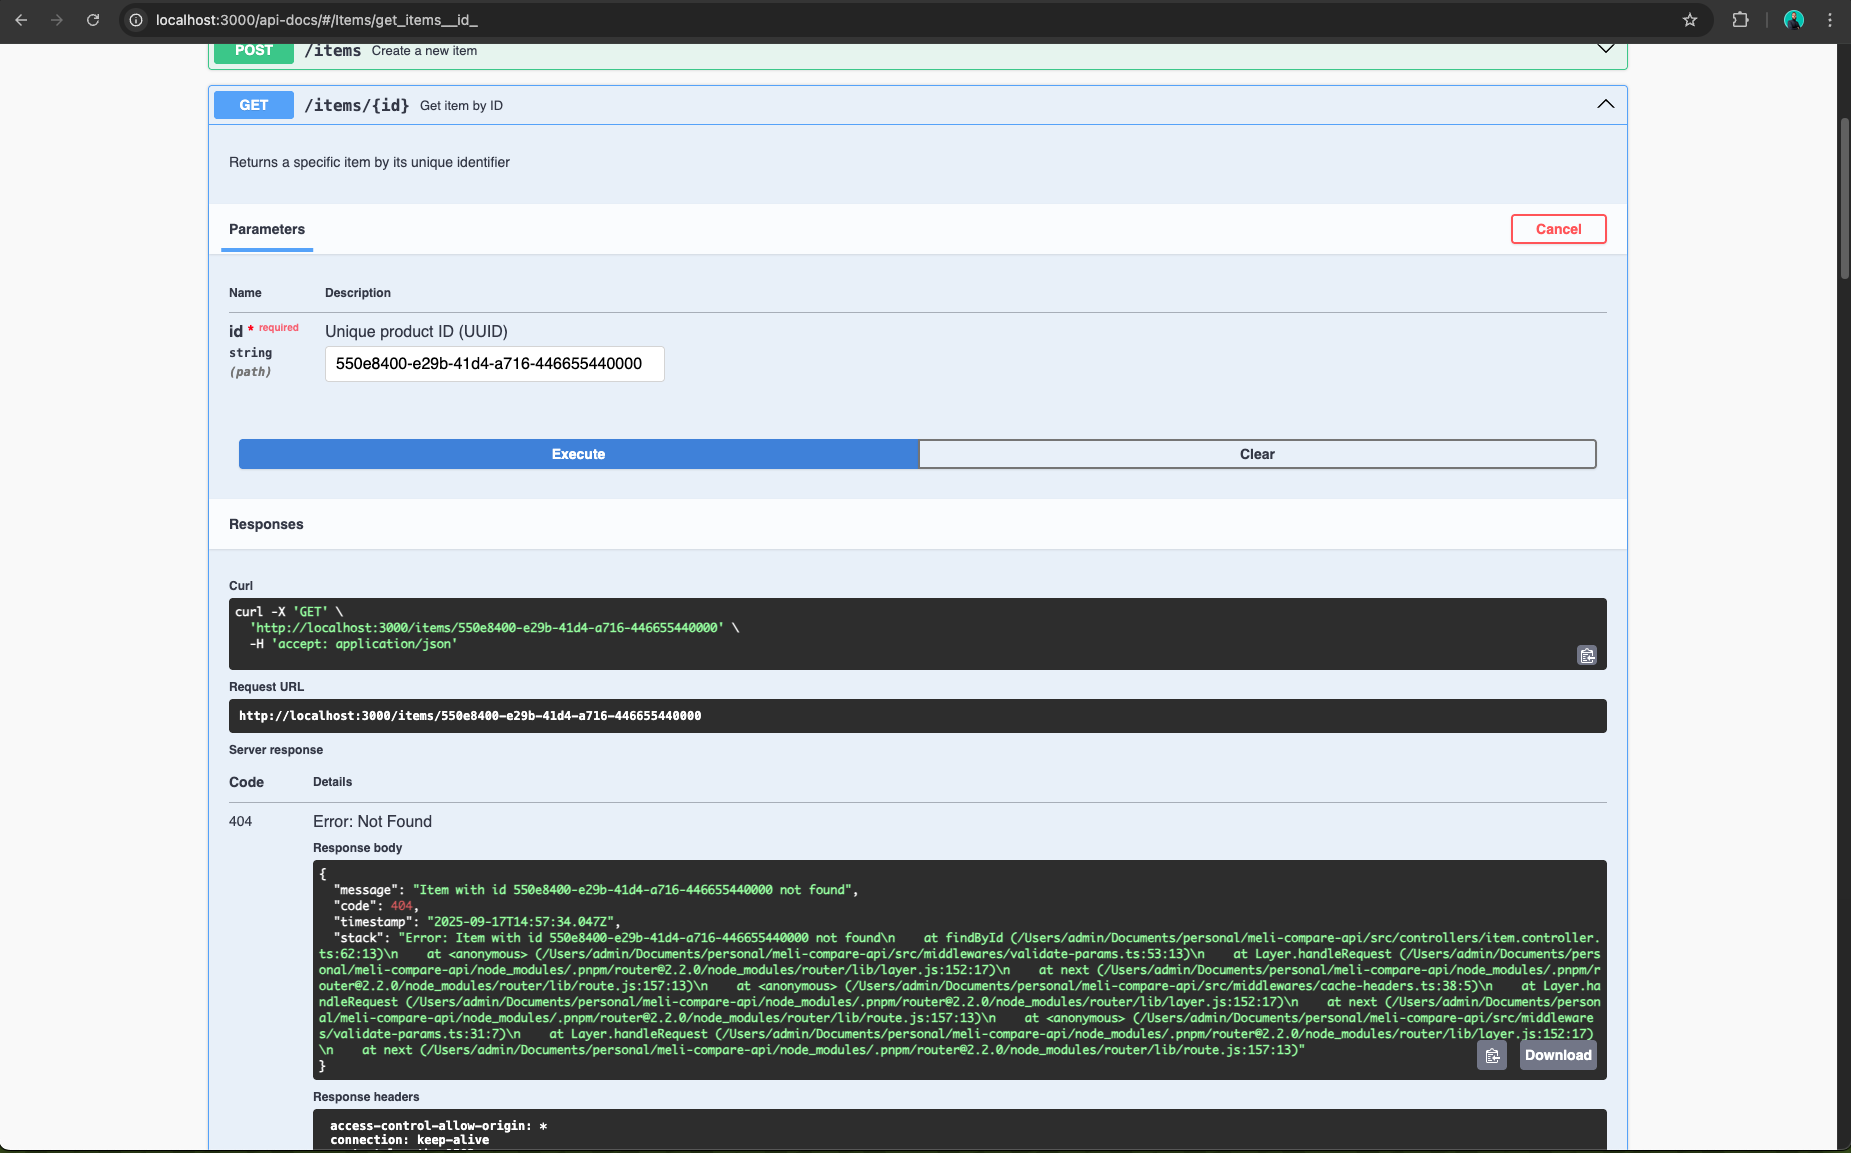 localhost:3000/api-docs/#/Items/get_items__id_
POST /items Create a new item
GET /items/{id} Get item by ID
Returns a specific item by its unique identifier
Parameters
Cancel
Name Description
id * required
string
(path)
Unique product ID (UUID)
550e8400-e29b-41d4-a716-446655440000
Execute
Clear
Responses
Curl
curl -X 'GET' \
'http://localhost:3000/items/550e8400-e29b-41d4-a716-446655440000' \
-H 'accept: application/json'
Request URL
http://localhost:3000/items/550e8400-e29b-41d4-a716-446655440000
Server response
Code Details
404 Error: Not Found
Response body
{
"message": "Item with id 550e8400-e29b-41d4-a716-446655440000 not found",
"code": 404,
"timestamp": "2025-09-17T14:57:34.047Z",
"stack": "Error: Item with id 550e8400-e29b-41d4-a716-446655440000 not found\n    at findById (/Users/admin/Documents/personal/meli-compare-api/src/controllers/item.controller.
ts:62:13)\n    at <anonymous> (/Users/admin/Documents/personal/meli-compare-api/src/middlewares/validate-params.ts:53:13)\n    at Layer.handleRequest (/Users/admin/Documents/pers
onal/meli-compare-api/node_modules/.pnpm/router@2.2.0/node_modules/router/lib/layer.js:152:17)\n    at next (/Users/admin/Documents/personal/meli-compare-api/node_modules/.pnpm/r
outer@2.2.0/node_modules/router/lib/route.js:157:13)\n    at <anonymous> (/Users/admin/Documents/personal/meli-compare-api/src/middlewares/cache-headers.ts:38:5)\n    at Layer.ha
ndleRequest (/Users/admin/Documents/personal/meli-compare-api/node_modules/.pnpm/router@2.2.0/node_modules/router/lib/layer.js:152:17)\n    at next (/Users/admin/Documents/person
al/meli-compare-api/node_modules/.pnpm/router@2.2.0/node_modules/router/lib/route.js:157:13)\n    at <anonymous> (/Users/admin/Documents/personal/meli-compare-api/src/middleware
s/validate-params.ts:31:7)\n    at Layer.handleRequest (/Users/admin/Documents/personal/meli-compare-api/node_modules/.pnpm/router@2.2.0/node_modules/router/lib/layer.js:152:17)
\n    at next (/Users/admin/Documents/personal/meli-compare-api/node_modules/.pnpm/router@2.2.0/node_modules/router/lib/route.js:157:13)"
}
Download
Response headers
access-control-allow-origin: *
connection: keep-alive